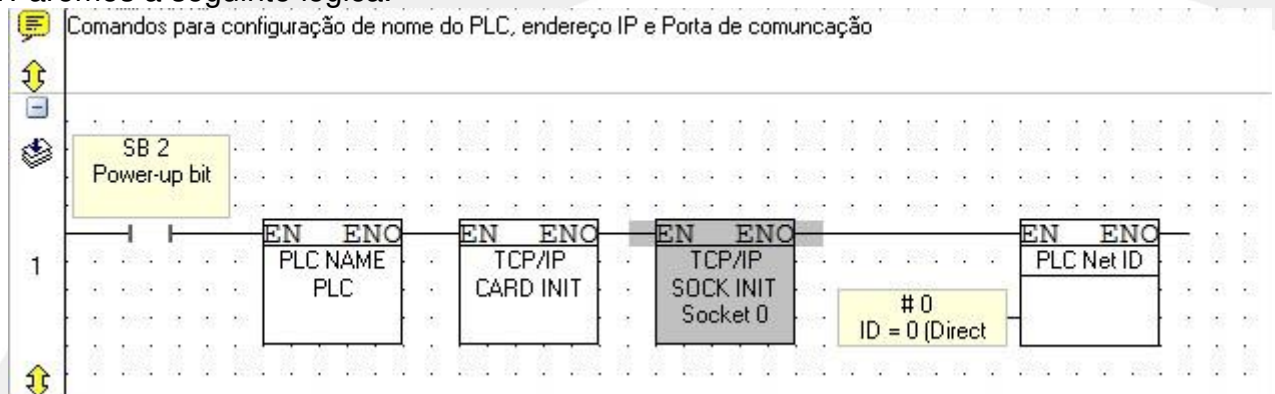 a seguinte lógica:
Comandos para configuração de nome do PLC, endereço IP e Porta de comuncação
SB 2
Power-up bit
EN ENO
PLC NAME
PLC
EN ENO
TCP/IP
CARD INIT
EN ENO
TCP/IP
SOCK INIT
Socket 0
# 0
ID = 0 (Direct
EN ENO
PLC Net ID
1